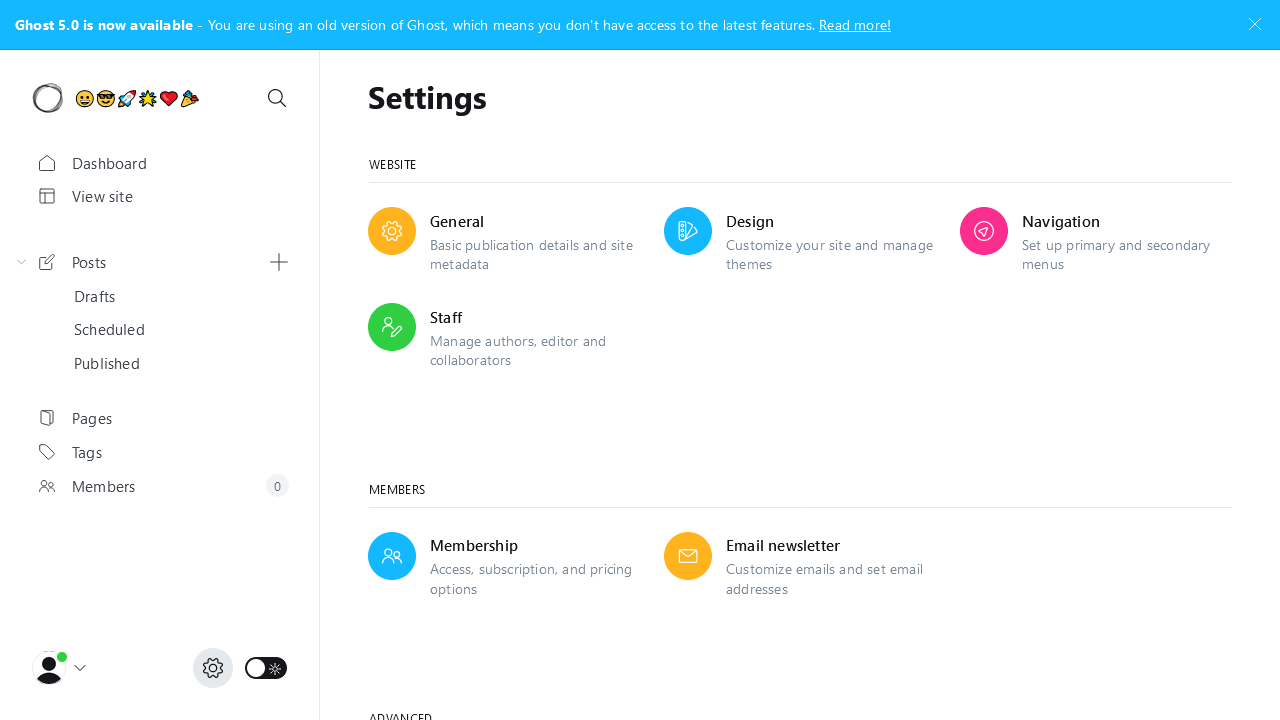 Ghost 5.0 is now available - You are using an old version of Ghost, which means you don't have access to the latest features. Read more!
😀😎🚀🌟❤️🎉
Settings
Dashboard
View site
Posts
Drafts
Scheduled
Published
Pages
Tags
Members
0
WEBSITE
General
Basic publication details and site
metadata
Design
Customize your site and manage
themes
Navigation
Set up primary and secondary
menus
Staff
Manage authors, editor and
collaborators
MEMBERS
Membership
Access, subscription, and pricing
options
Email newsletter
Customize emails and set email
addresses
ADVANCED